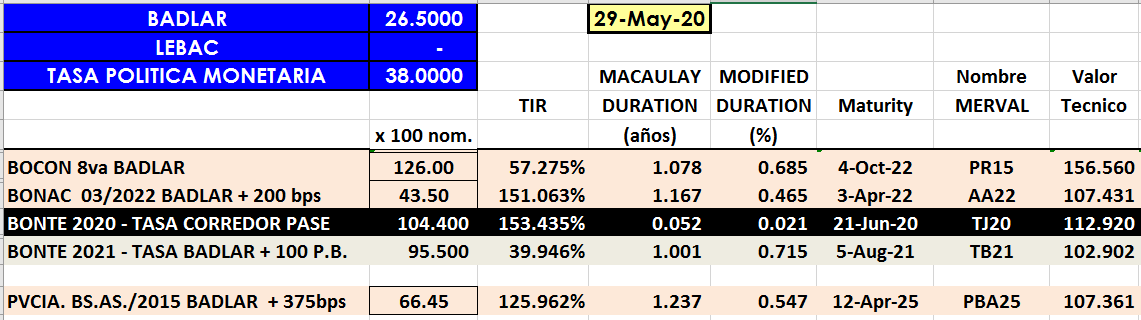 BADLAR 26.5000 29-May-20
LEBAC -
TASA POLITICA MONETARIA 38.0000 MACAULAY MODIFIED Nombre Valor
TIR DURATION DURATION Maturity MERVAL Tecnico
x 100 nom. (años) (%)
BOCON 8va BADLAR 126.00 57.275% 1.078 0.685 4-Oct-22 PR15 156.560
BONAC 03/2022 BADLAR + 200 bps 43.50 151.063% 1.167 0.465 3-Apr-22 AA22 107.431
BONTE 2020 - TASA CORREDOR PASE 104.400 153.435% 0.052 0.021 21-Jun-20 TJ20 112.920
BONTE 2021 - TASA BADLAR + 100 P.B. 95.500 39.946% 1.001 0.715 5-Aug-21 TB21 102.902
PVCIA. BS.AS./2015 BADLAR + 375bps 66.45 125.962% 1.237 0.547 12-Apr-25 PBA25 107.361